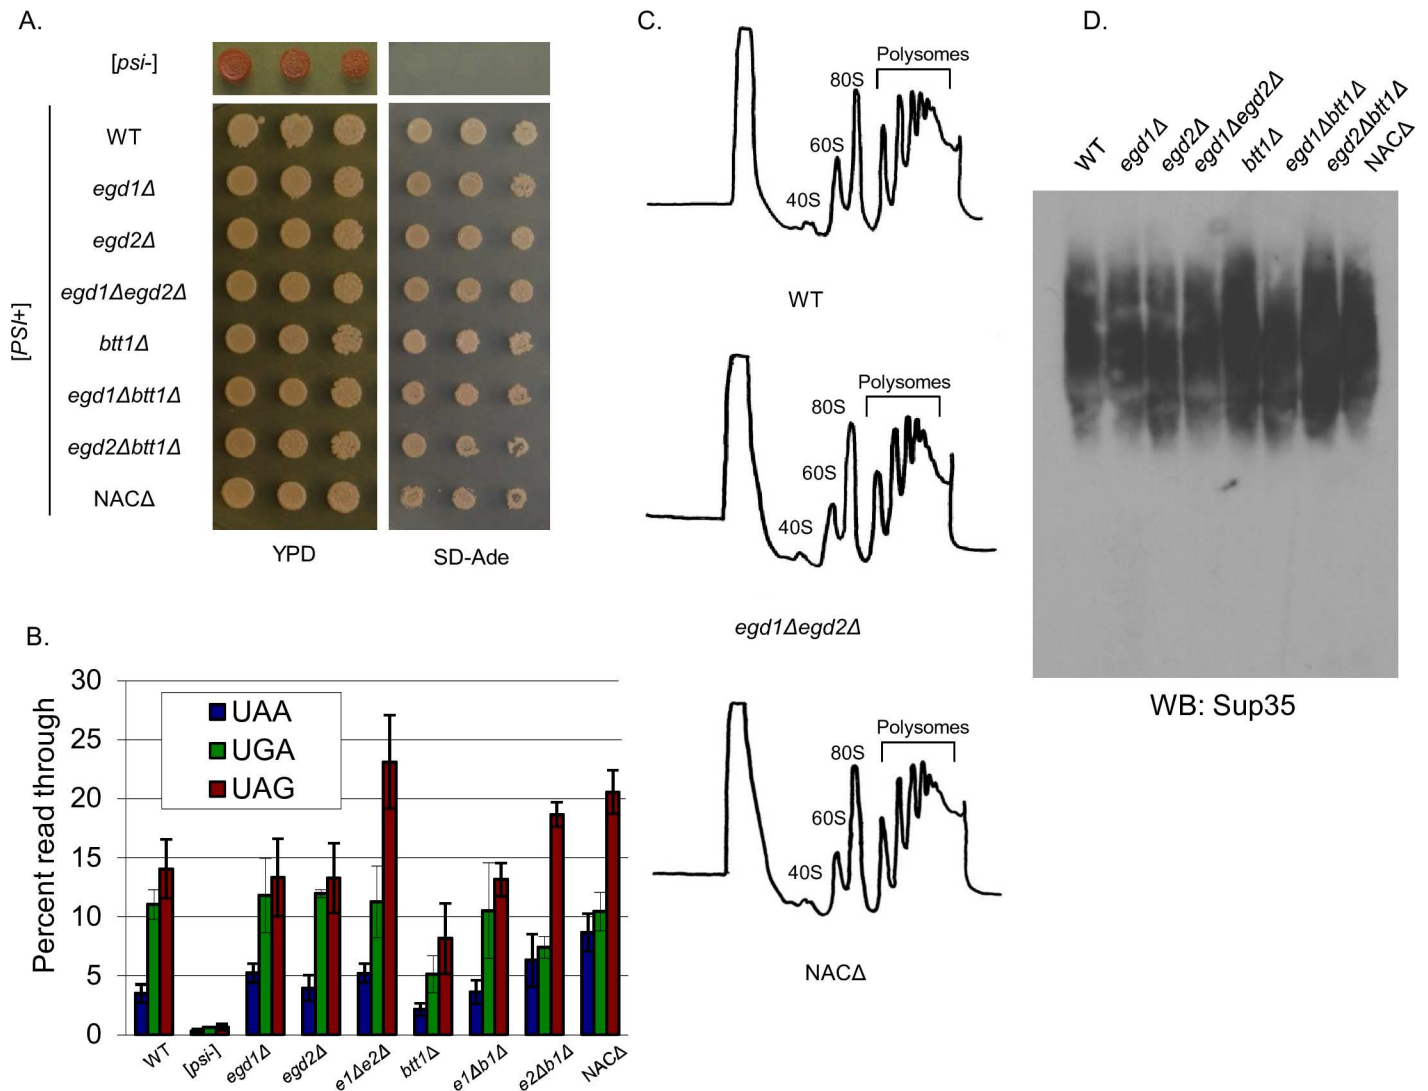 A.
[psi-]
[PSI+]
WT
egd1Δ
egd2Δ
egd1Δegd2Δ
btt1Δ
egd1Δbtt1Δ
egd2Δbtt1Δ
NACΔ
YPD
SD-Ade
B.
Percent read through
30
25
20
15
10
5
0
UAA
UGA
UAG
WT
[psi-]
egd1Δ
egd2Δ
e1Δe2Δ
btt1Δ
e1Δb1Δ
e2Δb1Δ
NACΔ
C.
Polysomes
80S
60S
40S
WT
Polysomes
80S
60S
40S
egd1Δegd2Δ
Polysomes
80S
60S
40S
NACΔ
D.
WT
egd1Δ
egd2Δ
egd1Δegd2Δ
btt1Δ
egd1Δbtt1Δ
egd2Δbtt1Δ
NACΔ
WB: Sup35